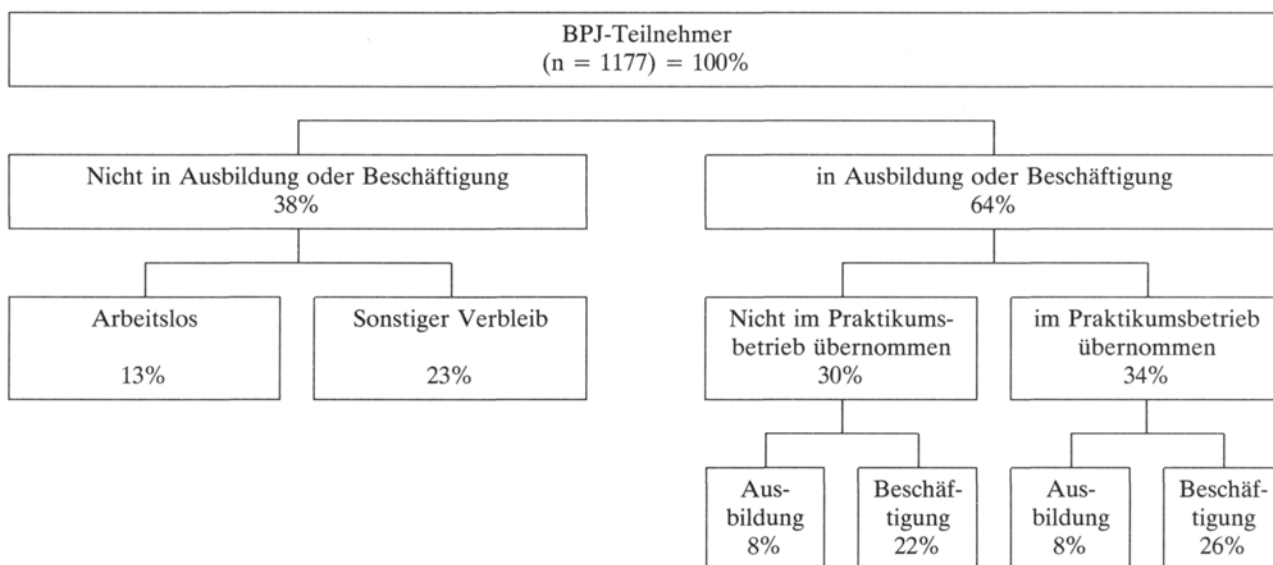 BPJ-Teilnehmer
(n = 1177) = 100%
Nicht in Ausbildung oder Beschäftigung
38%
in Ausbildung oder Beschäftigung
64%
Arbeitslos
13%
Sonstiger Verbleib
23%
Nicht im Praktikums-
betrieb übernommen
30%
im Praktikumsbetrieb
übernommen
34%
Aus-
bildung
8%
Beschäf-
tigung
22%
Aus-
bildung
8%
Beschäf-
tigung
26%